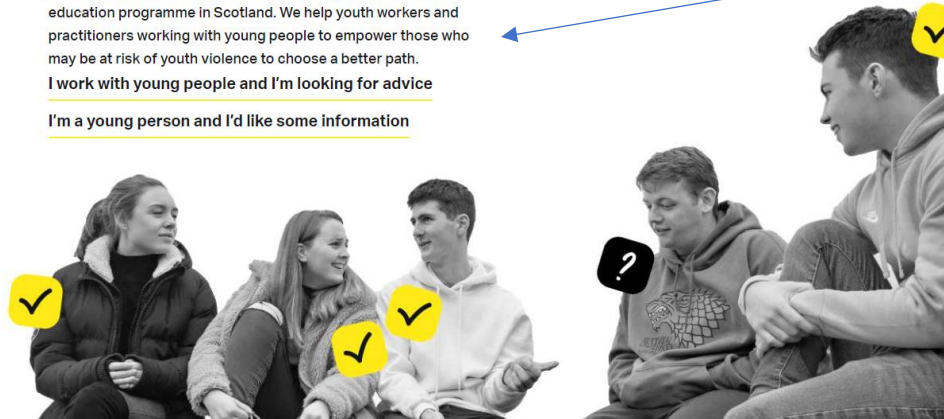 education programme in Scotland. We help youth workers and
practitioners working with young people to empower those who
may be at risk of youth violence to choose a better path.
I work with young people and I'm looking for advice
I'm a young person and I'd like some information
?